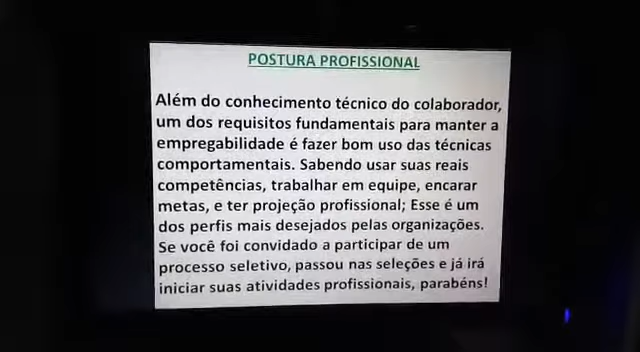 POSTURA PROFISSIONAL
Além do conhecimento técnico do colaborador,
um dos requisitos fundamentais para manter a
empregabilidade é fazer bom uso das técnicas
comportamentais. Sabendo usar suas reais
competências, trabalhar em equipe, encarar
metas, e ter projeção profissional; Esse é um
dos perfis mais desejados pelas organizações.
Se você foi convidado a participar de um
processo seletivo, passou nas seleções e já irá
iniciar suas atividades profissionais, parabéns!